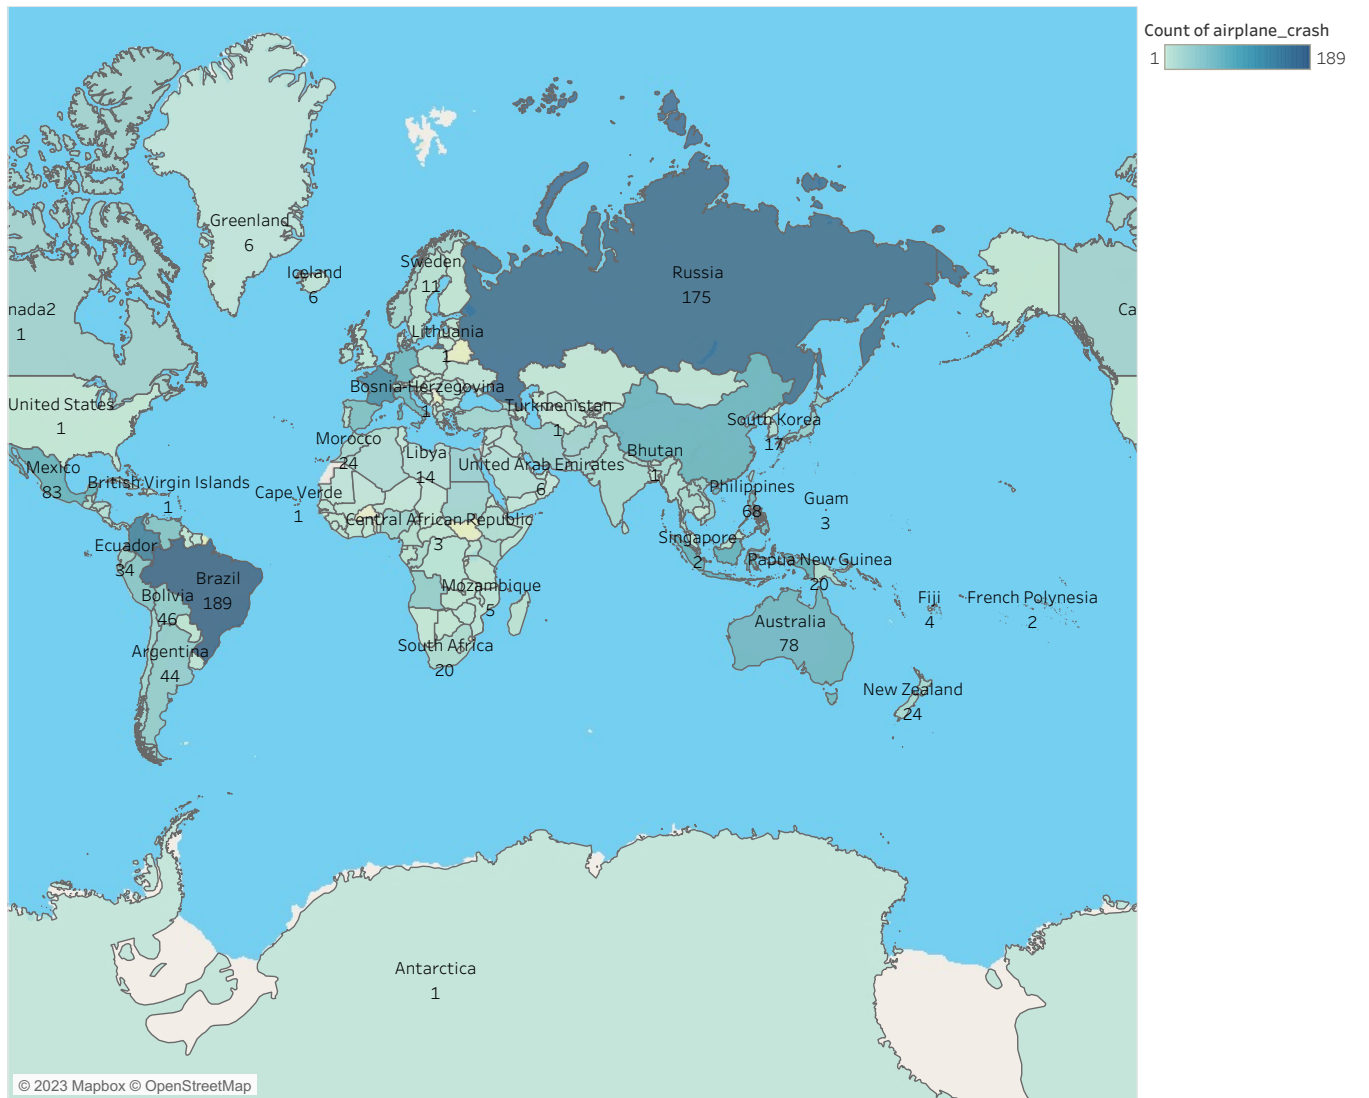 Count of airplane_crash
1
189
Greenland
6
Iceland
6
Sweden
11
Russia
175
nada2
1
Ca
Lithuania
1
Bosnia-Herzegovina
1
United States
1
Turkmenistan
1
South Korea
17
Morocco
24
Libya
14
Bhutan
1
Mexico
83
United Arab Emirates
6
British Virgin Islands
1
Cape Verde
1
Philippines
68
Guam
3
Central African Republic
3
Ecuador
34
Singapore
2
Papua New Guinea
20
Brazil
189
Mozambique
5
Bolivia
46
Fiji
4
French Polynesia
2
Australia
78
Argentina
44
South Africa
20
New Zealand
24
Antarctica
1
© 2023 Mapbox © OpenStreetMap